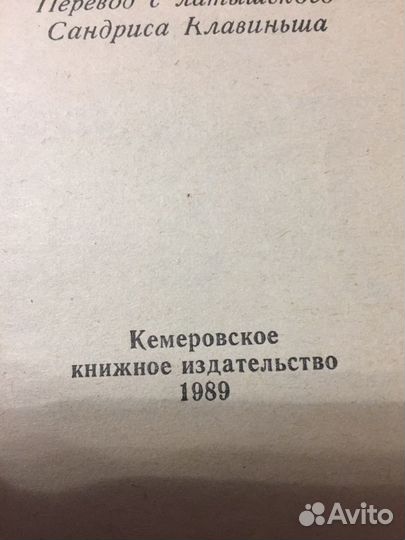 Перевод с латышского
Сандриса Клавиньша
Кемеровское
книжное издательство
1989
Avito